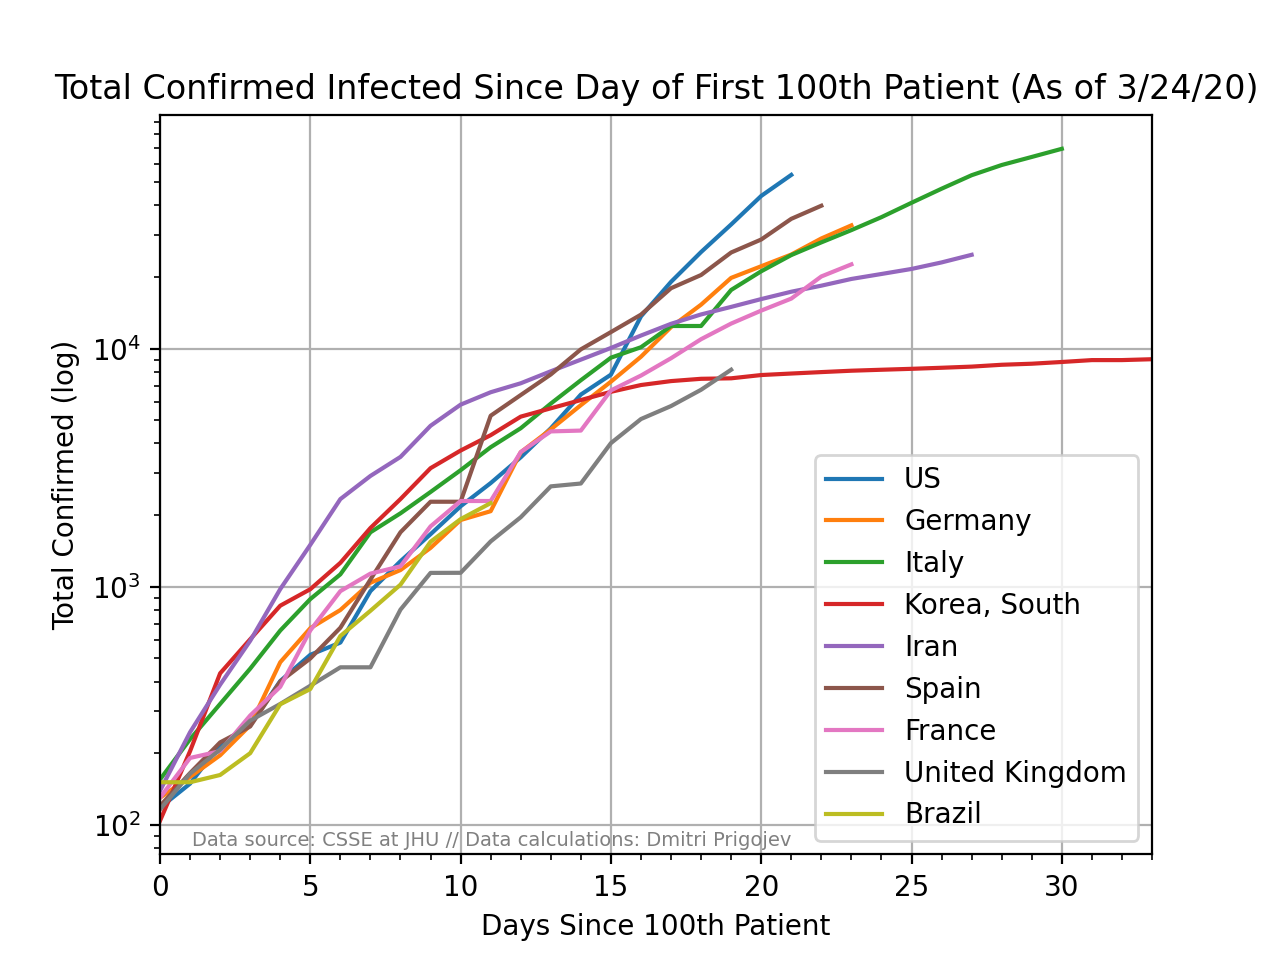 Total Confirmed Infected Since Day of First 100th Patient (As of 3/24/20)
Total Confirmed (log)
10^4
10^3
10^2
US
Germany
Italy
Korea, South
Iran
Spain
France
United Kingdom
Brazil
Data source: CSSE at JHU // Data calculations: Dmitri Prigojev
0 5 10 15 20 25 30
Days Since 100th Patient